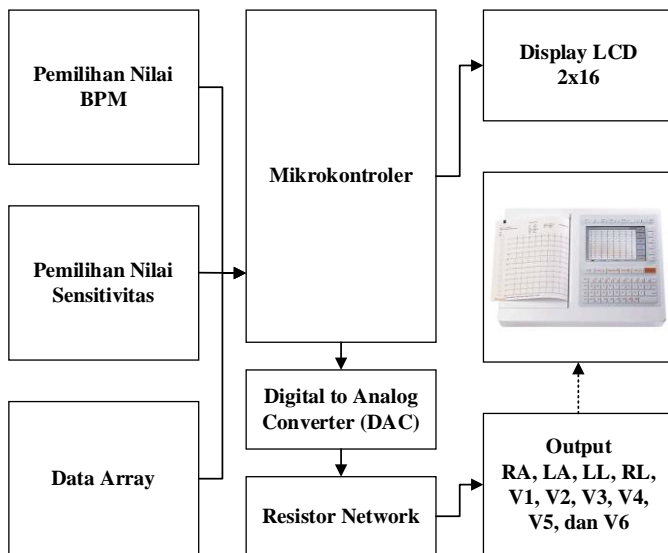 Pemilihan Nilai
BPM
Pemilihan Nilai
Sensitivitas
Data Array
Mikrokontroler
Digital to Analog
Converter (DAC)
Resistor Network
Display LCD
2x16
Output
RA, LA, LL, RL,
V1, V2, V3, V4,
V5, dan V6